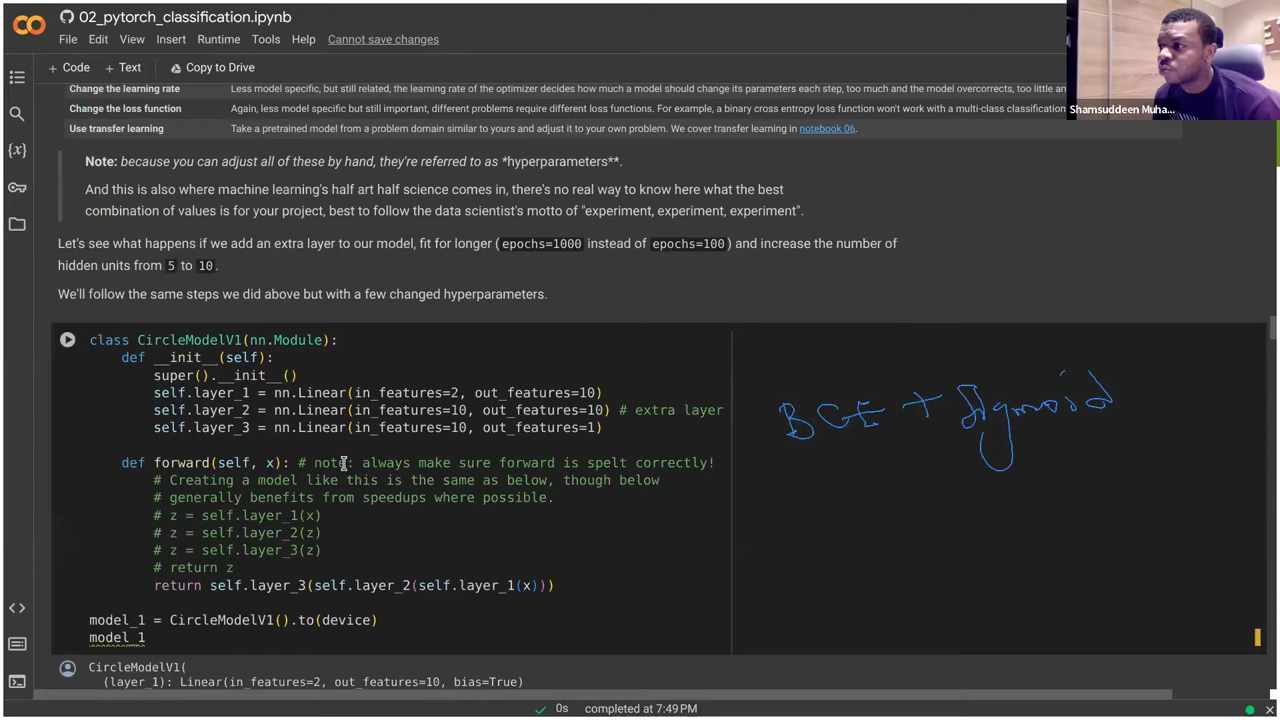 02_pytorch_classification.ipynb
File Edit View Insert Runtime Tools Help Cannot save changes
+ Code + Text Copy to Drive
Change the learning rate Less model specific, but still related, the learning rate of the optimizer decides how much a model should change its parameters each step, too much and the model overcorrects, too little an
Change the loss function Again, less model specific but still important, different problems require different loss functions. For example, a binary cross entropy loss function won't work with a multi-class classification
Shamsuddeen Muha...
Use transfer learning Take a pretrained model from a problem domain similar to yours and adjust it to your own problem. We cover transfer learning in notebook 06.
Note: because you can adjust all of these by hand, they're referred to as *hyperparameters**.
And this is also where machine learning's half art half science comes in, there's no real way to know here what the best
combination of values is for your project, best to follow the data scientist's motto of "experiment, experiment, experiment".
Let's see what happens if we add an extra layer to our model, fit for longer (epochs=1000 instead of epochs=100) and increase the number of
hidden units from 5 to 10.
We'll follow the same steps we did above but with a few changed hyperparameters.
class CircleModelV1(nn.Module):
def __init__(self):
super().__init__()
self.layer_1 = nn.Linear(in_features=2, out_features=10)
self.layer_2 = nn.Linear(in_features=10, out_features=10) # extra layer
self.layer_3 = nn.Linear(in_features=10, out_features=1)
BCE + Sigmoid
def forward(self, x): # note: always make sure forward is spelt correctly!
# Creating a model like this is the same as below, though below
# generally benefits from speedups where possible.
# z = self.layer_1(x)
# z = self.layer_2(z)
# z = self.layer_3(z)
# return z
return self.layer_3(self.layer_2(self.layer_1(x)))
model_1 = CircleModelV1().to(device)
model_1
CircleModelV1(
(layer_1): Linear(in_features=2, out_features=10, bias=True)
0s completed at 7:49 PM